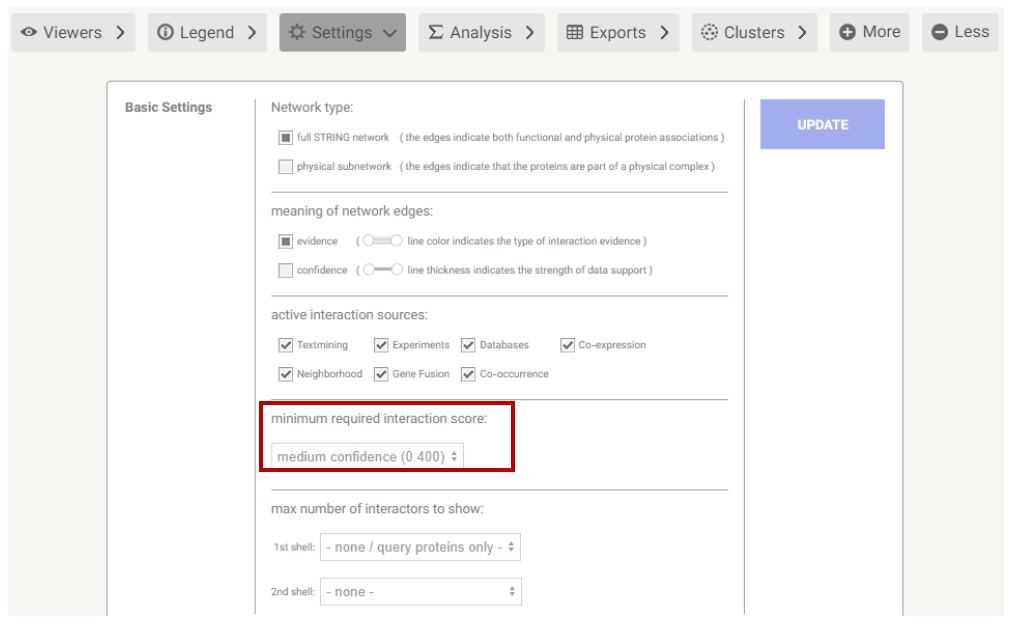 Viewers Legend Settings Analysis Exports Clusters More Less
Basic Settings
UPDATE
Network type:
full STRING network ( the edges indicate both functional and physical protein associations )
physical subnetwork ( the edges indicate that the proteins are part of a physical complex )
meaning of network edges:
evidence ( line color indicates the type of interaction evidence )
confidence ( line thickness indicates the strength of data support )
active interaction sources:
Textmining Experiments Databases Co-expression
Neighborhood Gene Fusion Co-occurrence
minimum required interaction score:
medium confidence (0.400)
max number of interactors to show:
1st shell: - none / query proteins only -
2nd shell: - none -